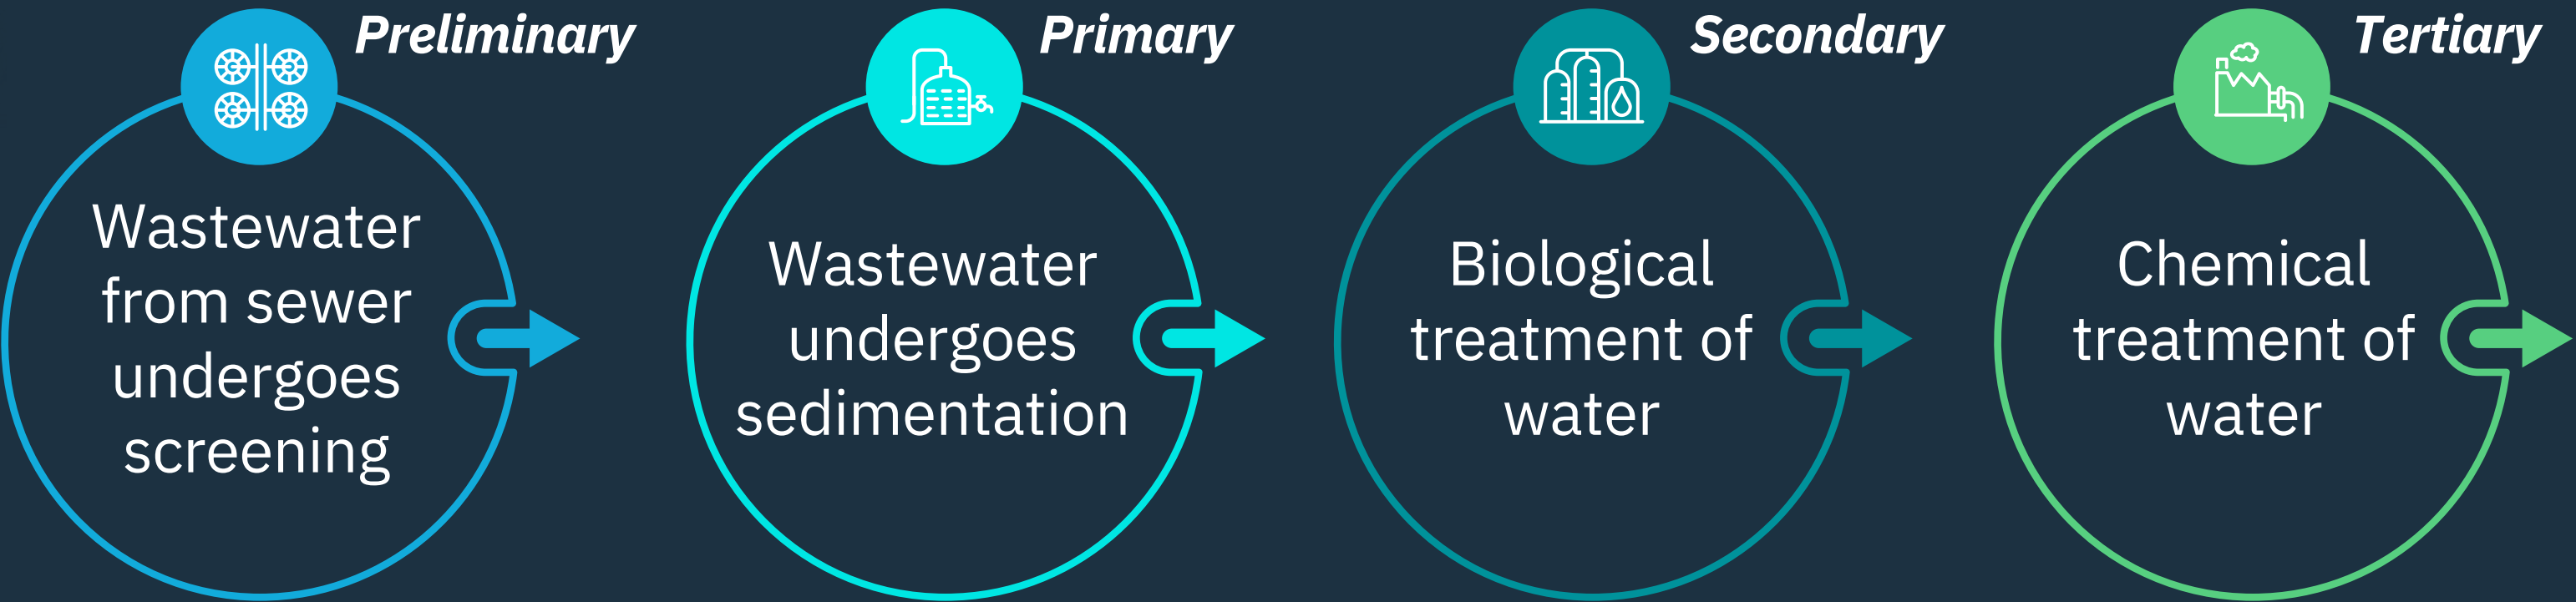 Preliminary
Wastewater
from sewer
undergoes
screening
Primary
Wastewater
undergoes
sedimentation
Secondary
Biological
treatment of
water
Tertiary
Chemical
treatment of
water